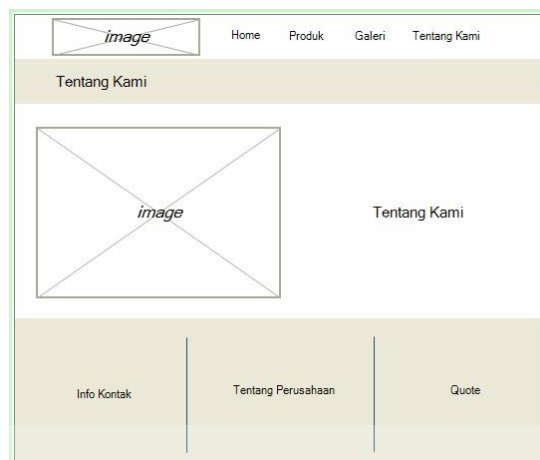 image Home Produk Galeri Tentang Kami
Tentang Kami
image Tentang Kami
Info Kontak Tentang Perusahaan Quote